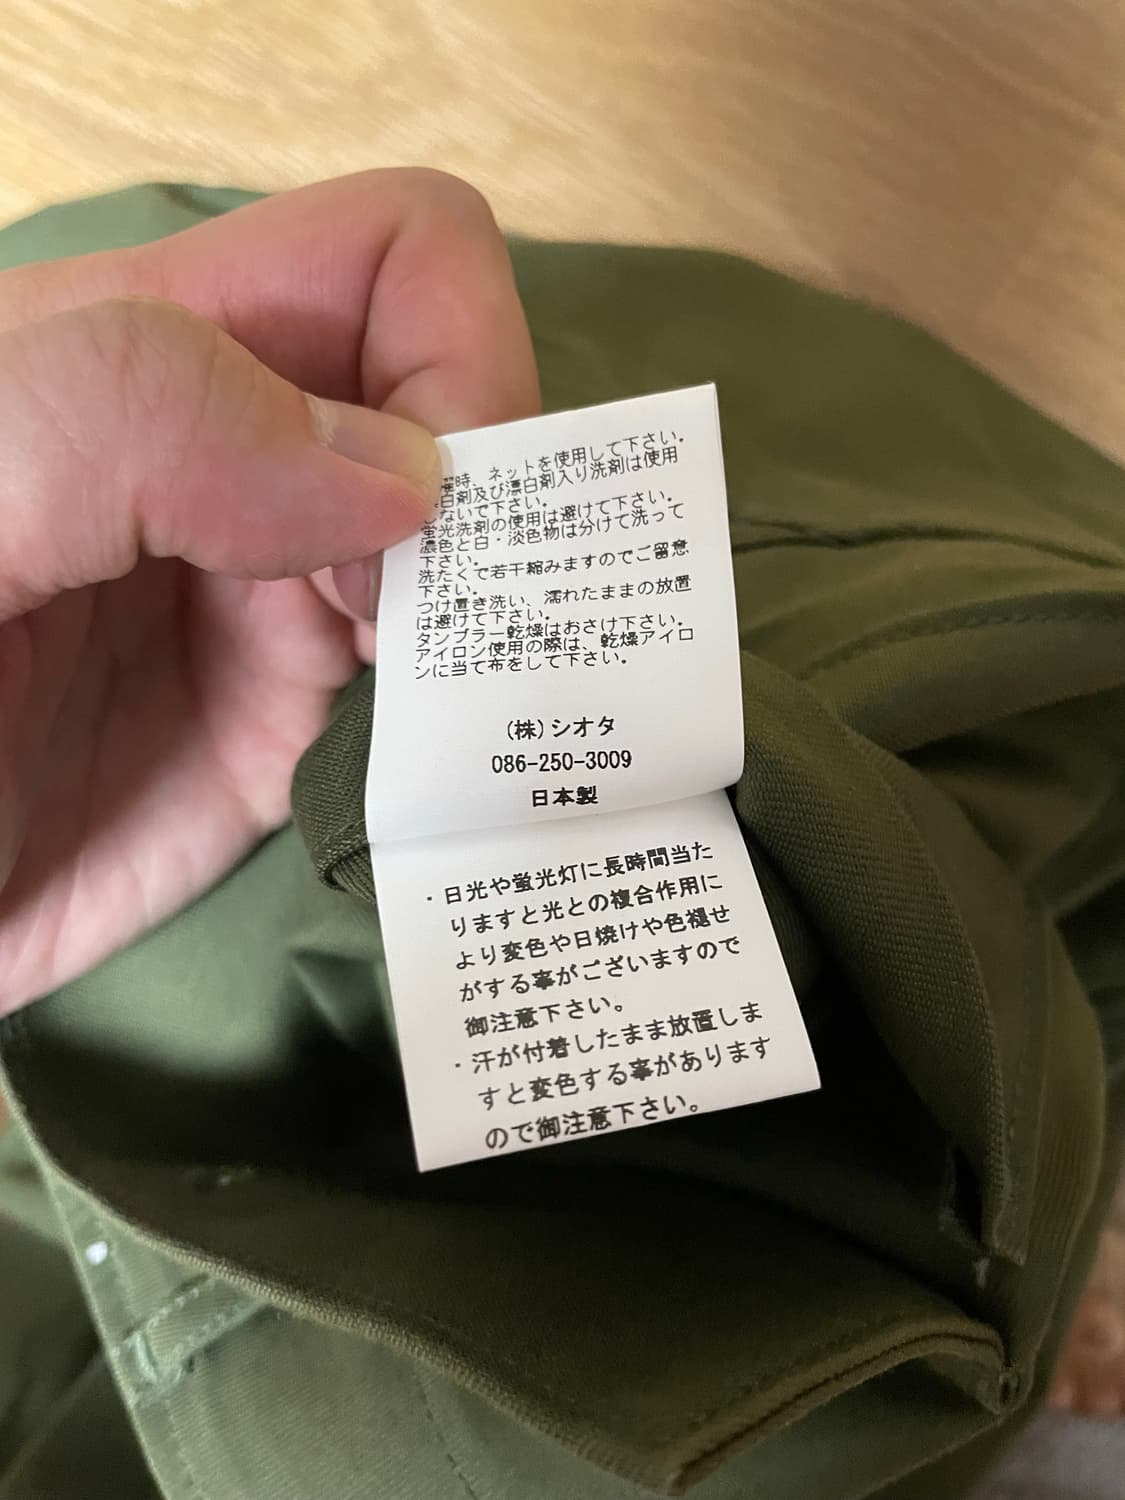 時、ネットを使用して下さい。
白剤及び漂白剤入り洗剤は使用
ないで下さい。
蛍光洗剤の使用は避けて下さい。
濃色と白・淡色物は分けて洗って
下さい。
洗たくで若干縮みますのでご留意
下さい。
つけ置き洗い、濡れたままの放置
は避けて下さい。
タンブラー乾燥はおさけ下さい。
アイロン使用の際は、乾燥アイロ
ンに当て布をして下さい。
(株)シオタ
086-250-3009
日本製
・日光や蛍光灯に長時間当た
りますと光との複合作用に
より変色や日焼けや色褪せ
がする事がございますので
御注意下さい。
・汗が付着したまま放置しま
すと変色する事があります
ので御注意下さい。